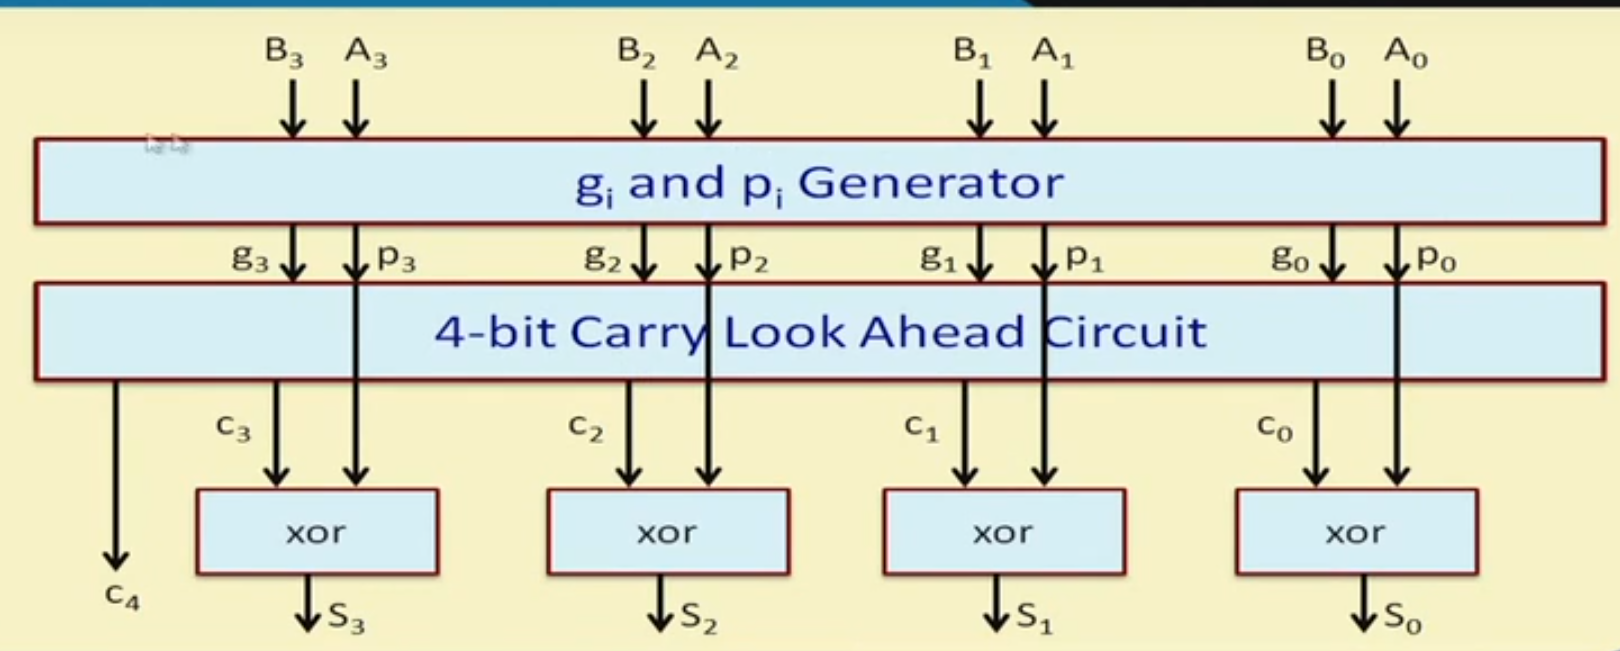 B₃ A₃ B₂ A₂ B₁ A₁ B₀ A₀
gᵢ and pᵢ Generator
g₃ p₃ g₂ p₂ g₁ p₁ g₀ p₀
4-bit Carry Look Ahead Circuit
c₃ c₂ c₁ c₀
xor xor xor xor
c₄ S₃ S₂ S₁ S₀